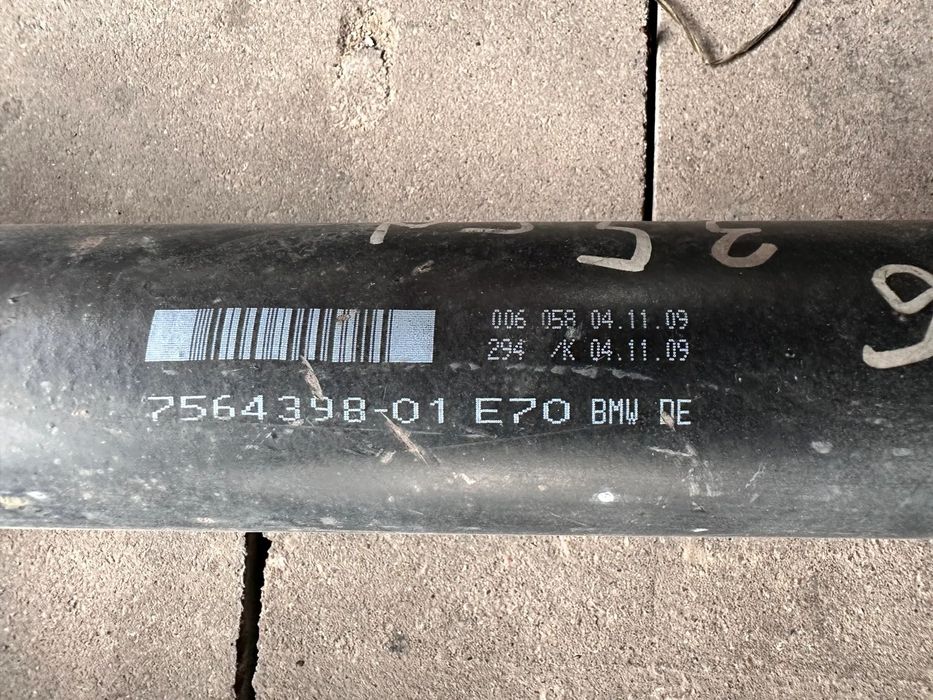 006 058 04.11.09
294 /K 04.11.09
7564398-01 E70 BMW DE